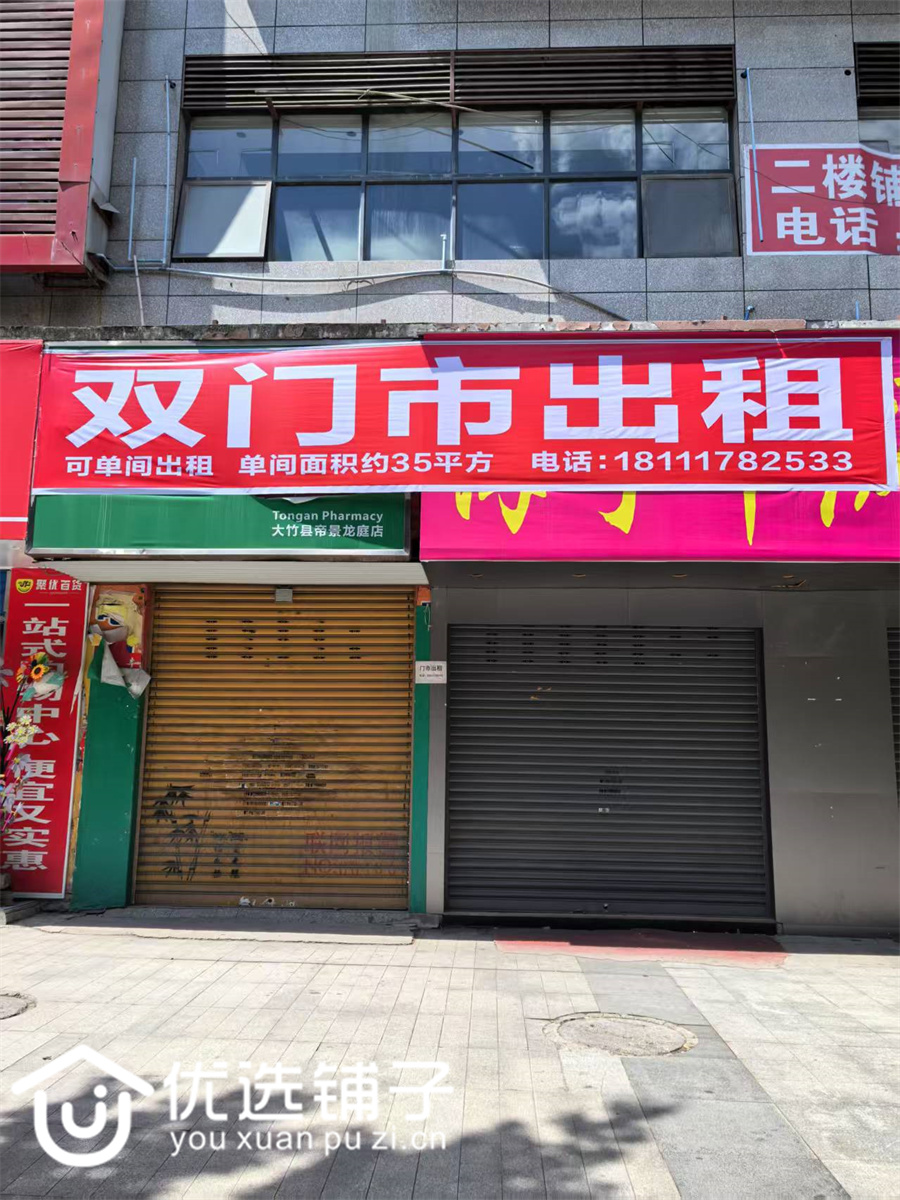 二楼铺
电话:
双门市出租
可单间出租 单间面积约35平方 电话:18111782533
Tongan Pharmacy
大竹县帝景龙庭店
聚优百货
一站式购物中心 便宜又实惠
门市出租
优选铺子
you xuan pu zi.cn